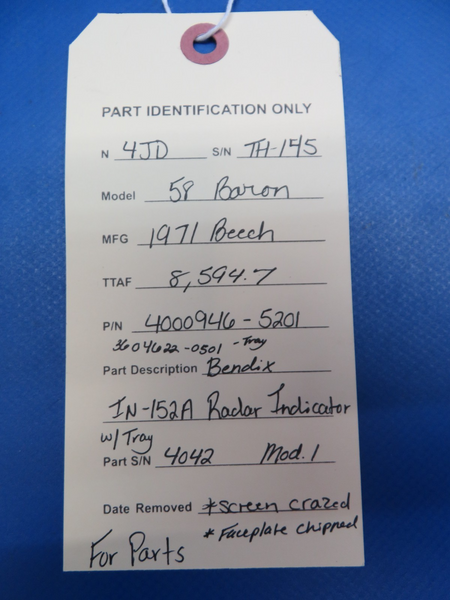 PART IDENTIFICATION ONLY
N 4JD S/N TH-145
Model 58 Baron
MFG 1971 Beech
TTAF 8,594.7
P/N 4000946-5201
3604622-0501 -Tray
Part Description Bendix
IN-152A Radar Indicator
w/ Tray
Part S/N 4042 Mod. 1
Date Removed *Screen crazed
* Faceplate chipped
For Parts